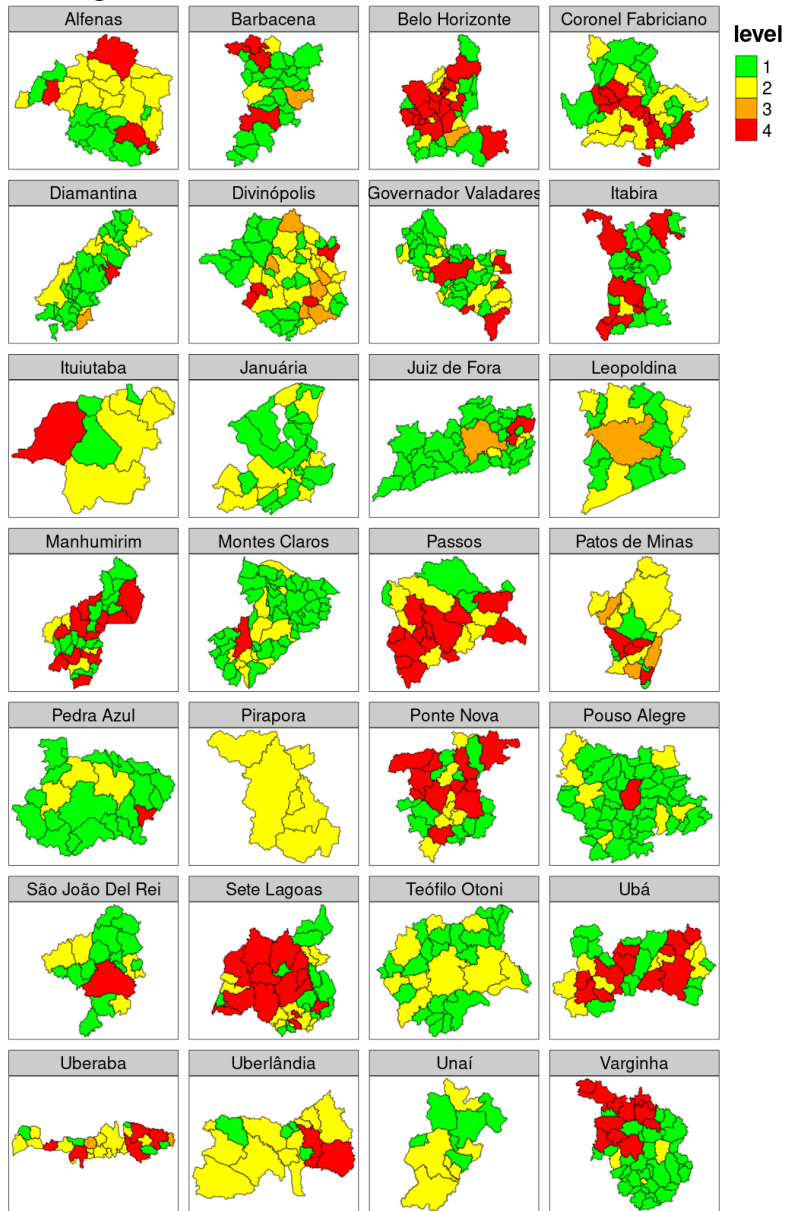 Alfenas
Barbacena
Belo Horizonte
Coronel Fabriciano
level
1
2
3
4
Diamantina
Divinópolis
Governador Valadares
Itabira
Ituiutaba
Januária
Juiz de Fora
Leopoldina
Manhumirim
Montes Claros
Passos
Patos de Minas
Pedra Azul
Pirapora
Ponte Nova
Pouso Alegre
São João Del Rei
Sete Lagoas
Teófilo Otoni
Ubá
Uberaba
Uberlândia
Unaí
Varginha